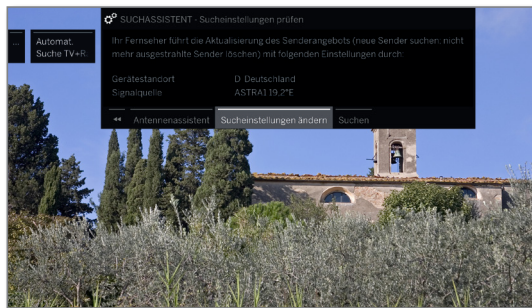 SUCHASSISTENT - Sucheinstellungen prüfen
...
Automat.
Suche TV+R.
Ihr Fernseher führt die Aktualisierung des Senderangebots (neue Sender suchen: nicht
mehr ausgestrahlte Sender löschen) mit folgenden Einstellungen durch:
Gerätestandort D Deutschland
Signalquelle ASTRA1 19,2°E
Antennenassistent Sucheinstellungen ändern Suchen